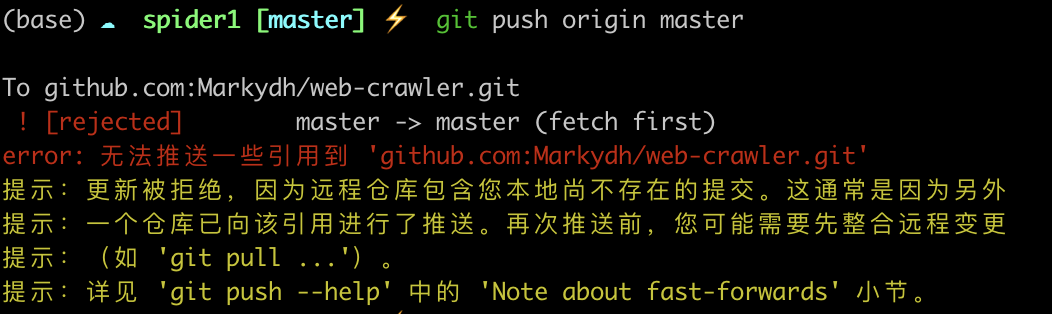 (base) ☁ spider1 [master] ⚡ git push origin master
To github.com:Markydh/web-crawler.git
! [rejected] master -> master (fetch first)
error: 无法推送一些引用到 'github.com:Markydh/web-crawler.git'
提示：更新被拒绝，因为远程仓库包含您本地尚不存在的提交。这通常是因为另外
提示：一个仓库已向该引用进行了推送。再次推送前，您可能需要先整合远程变更
提示：（如 'git pull ...'）。
提示：详见 'git push --help' 中的 'Note about fast-forwards' 小节。